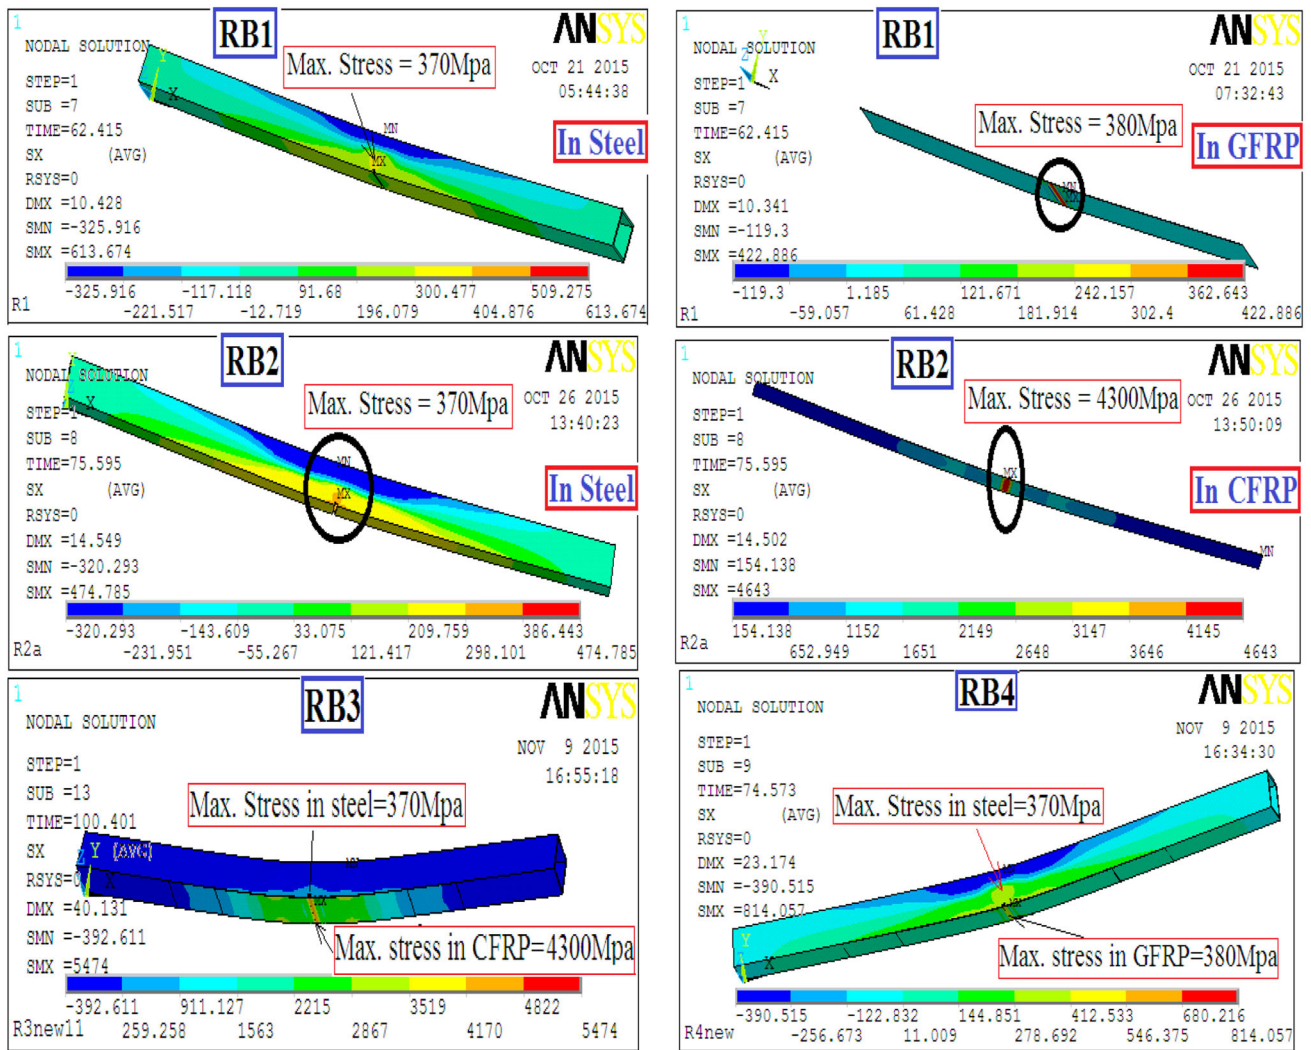 1
RB1
ANSYS
NODAL SOLUTION
OCT 21 2015
05:44:38
STEP=1
SUB =7
TIME=62.415
SX (AVG)
RSYS=0
DMX =10.428
SMN =-325.916
SMX =613.674
Max. Stress = 370Mpa
In Steel
Y
X
MN
MX
-325.916 -117.118 91.68 300.477 509.275
-221.517 -12.719 196.079 404.876 613.674
R1
1
RB1
ANSYS
NODAL SOLUTION
OCT 21 2015
07:32:43
STEP=1
SUB =7
TIME=62.415
SX (AVG)
RSYS=0
DMX =10.341
SMN =-119.3
SMX =422.886
Max. Stress = 380Mpa
In GFRP
Y
Z
X
MN
MX
-119.3 1.185 121.671 242.157 362.643
-59.057 61.428 181.914 302.4 422.886
R1
1
RB2
ANSYS
NODAL SOLUTION
OCT 26 2015
13:40:23
STEP=1
SUB =8
TIME=75.595
SX (AVG)
RSYS=0
DMX =14.549
SMN =-320.293
SMX =474.785
Max. Stress = 370Mpa
In Steel
X
MN
MX
-320.293 -143.609 33.075 209.759 386.443
-231.951 -55.267 121.417 298.101 474.785
R2a
1
RB2
ANSYS
NODAL SOLUTION
OCT 26 2015
13:50:09
STEP=1
SUB =8
TIME=75.595
SX (AVG)
RSYS=0
DMX =14.502
SMN =154.138
SMX =4643
Max. Stress = 4300Mpa
In CFRP
MX
MN
154.138 1152 2149 3147 4145
652.949 1651 2648 3646 4643
R2a
1
RB3
ANSYS
NODAL SOLUTION
NOV 9 2015
16:55:18
STEP=1
SUB =13
TIME=100.401
SX (AVG)
RSYS=0
DMX =40.131
SMN =-392.611
SMX =5474
Max. Stress in steel=370Mpa
Z Y
X
MN
MX
Max. stress in CFRP=4300Mpa
-392.611 911.127 2215 3519 4822
259.258 1563 2867 4170 5474
R3new11
1
RB4
ANSYS
NODAL SOLUTION
NOV 9 2015
16:34:30
STEP=1
SUB =9
TIME=74.573
SX (AVG)
RSYS=0
DMX =23.174
SMN =-390.515
SMX =814.057
Max. Stress in steel=370Mpa
Y
X
MX
Max. stress in GFRP=380Mpa
-390.515 -122.832 144.851 412.533 680.216
-256.673 11.009 278.692 546.375 814.057
R4new